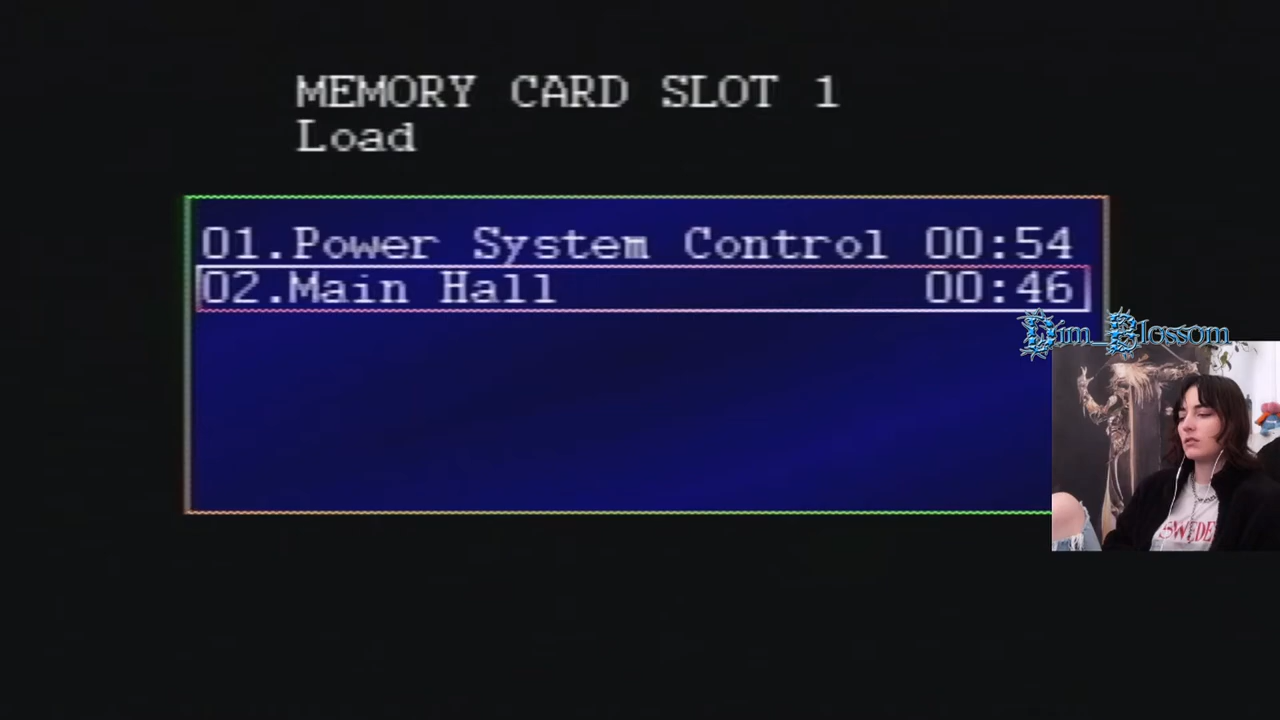 MEMORY CARD SLOT 1
Load
01.Power System Control 00:54
02.Main Hall 00:46
Dim_Blossom
SWEDE